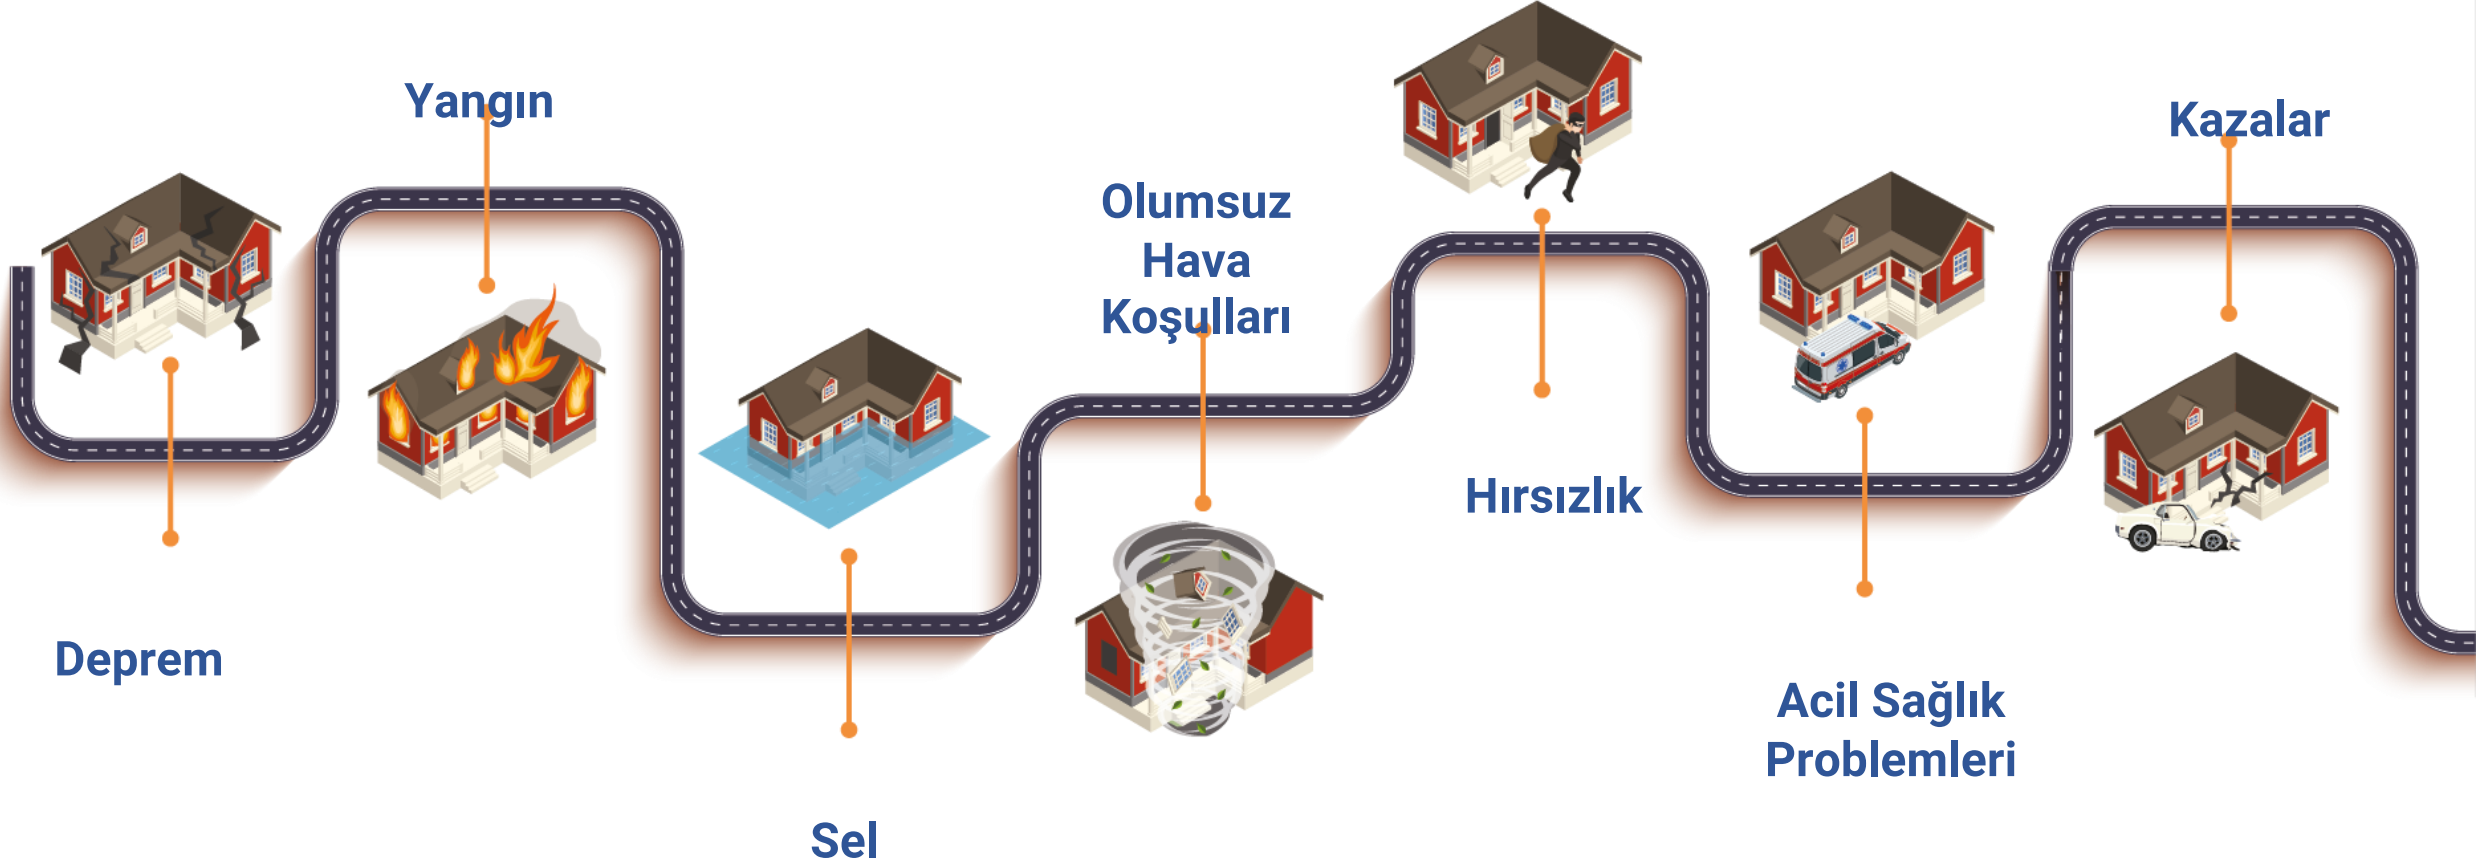 Yangın
Deprem
Sel
Olumsuz
Hava
Koşulları
Hırsızlık
Acil Sağlık
Problemleri
Kazalar